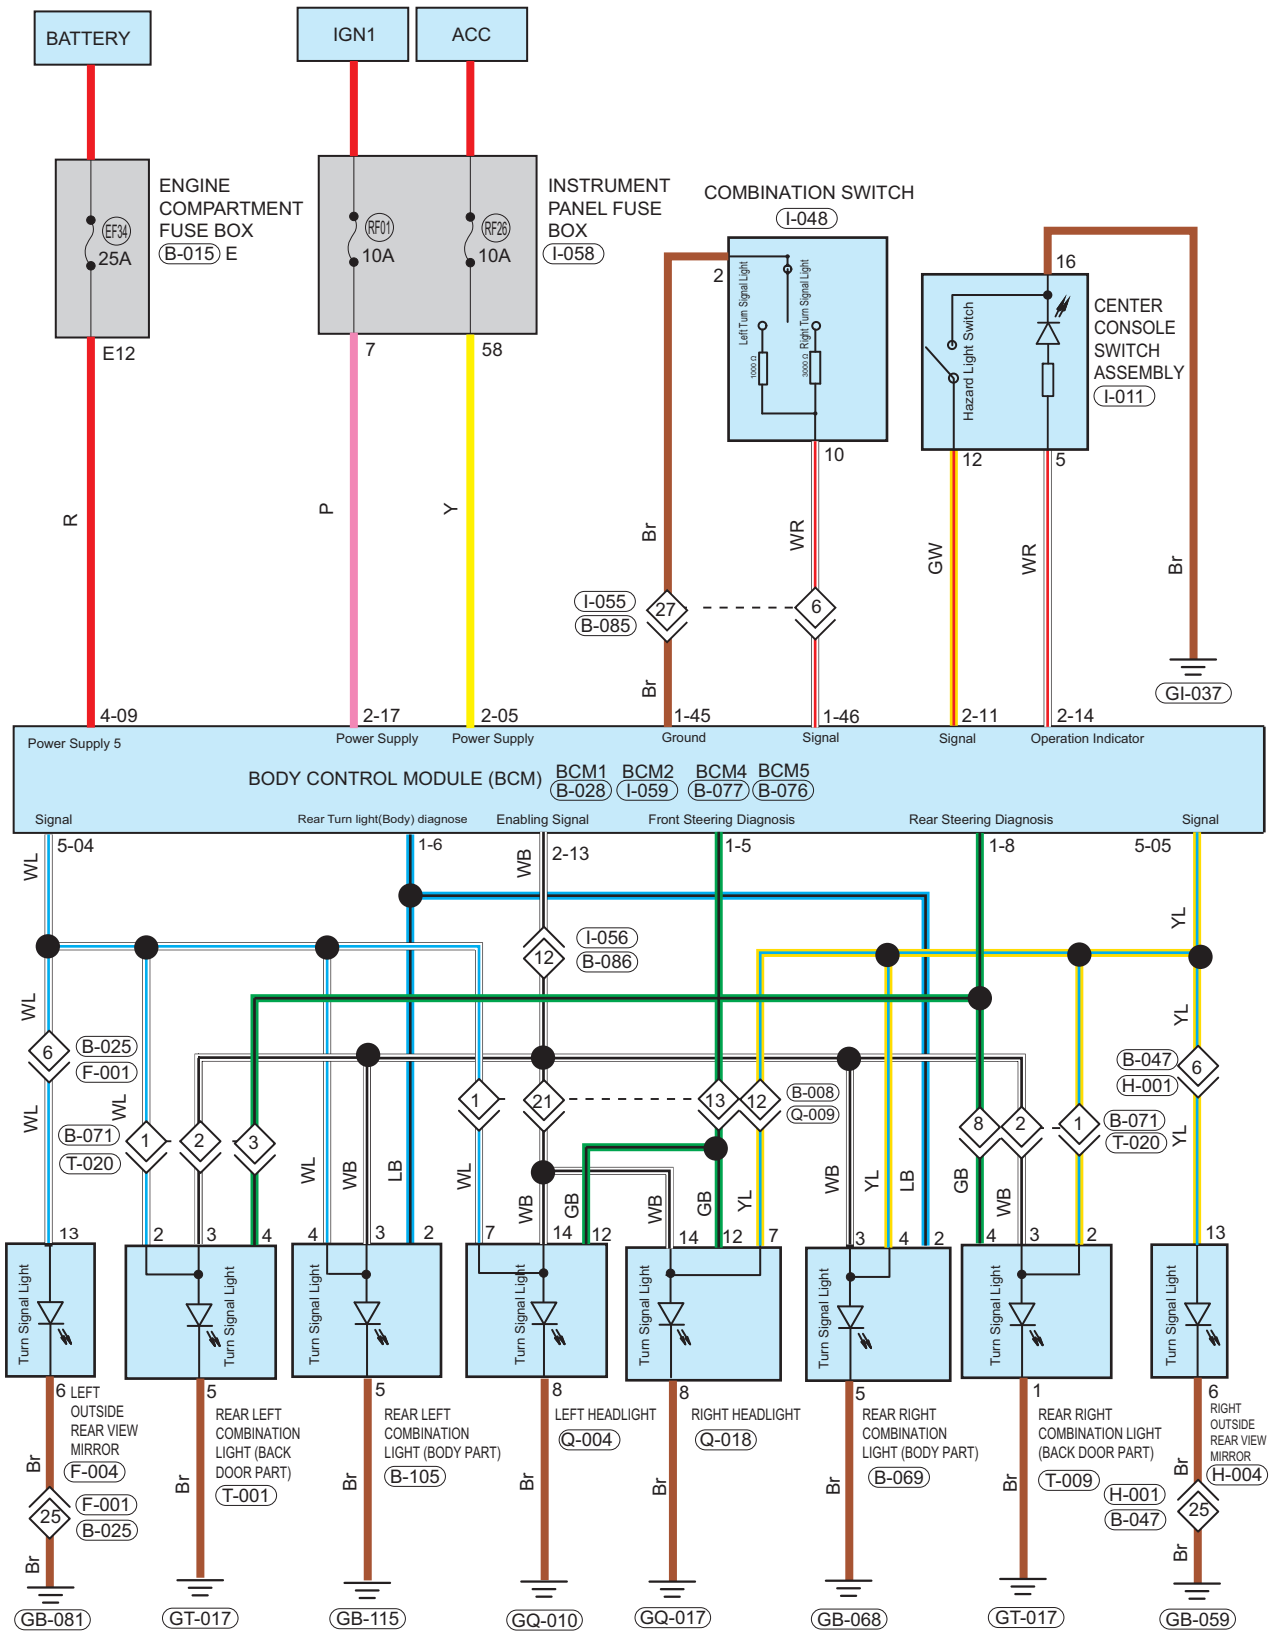 BATTERY
IGN1
ACC
EF34
25A
ENGINE
COMPARTMENT
FUSE BOX
B-015 E
E12
RF01
10A
RF26
10A
INSTRUMENT
PANEL FUSE
BOX
I-058
7
58
COMBINATION SWITCH
I-048
2
Left Turn Signal Light
Right Turn Signal Light
1000 Ω
3000 Ω
10
16
Hazard Light Switch
CENTER
CONSOLE
SWITCH
ASSEMBLY
I-011
12
5
R
P
Y
Br
WR
GW
WR
Br
I-055
B-085
27
6
Br
GI-037
4-09
2-17
2-05
1-45
1-46
2-11
2-14
Power Supply 5
Power Supply
Power Supply
Ground
Signal
Signal
Operation Indicator
BODY CONTROL MODULE (BCM)
BCM1
B-028
BCM2
I-059
BCM4
B-077
BCM5
B-076
Signal
Rear Turn light(Body) diagnose
Enabling Signal
Front Steering Diagnosis
Rear Steering Diagnosis
Signal
5-04
1-6
2-13
1-5
1-8
5-05
WL
WB
YL
I-056
B-086
12
WL
YL
6
B-025
F-001
B-047
H-001
6
WL
WL
1
21
13
12
B-008
Q-009
B-071
T-020
1
2
3
8
2
1
B-071
T-020
YL
WL
WB
LB
WL
WB
GB
WB
GB
YL
WB
YL
LB
GB
WB
13
2
3
4
4
3
2
7
14
12
14
12
7
3
4
2
4
3
2
13
Turn Signal Light
Turn Signal Light
Turn Signal Light
Turn Signal Light
Turn Signal Light
Turn Signal Light
Turn Signal Light
Turn Signal Light
6
LEFT
OUTSIDE
REAR VIEW
MIRROR
F-004
5
REAR LEFT
COMBINATION
LIGHT (BACK
DOOR PART)
T-001
5
REAR LEFT
COMBINATION
LIGHT (BODY PART)
B-105
8
LEFT HEADLIGHT
Q-004
8
RIGHT HEADLIGHT
Q-018
5
REAR RIGHT
COMBINATION
LIGHT (BODY PART)
B-069
1
REAR RIGHT
COMBINATION LIGHT
(BACK DOOR PART)
T-009
6
RIGHT
OUTSIDE
REAR VIEW
MIRROR
H-004
Br
Br
Br
Br
Br
Br
Br
Br
25
F-001
B-025
H-001
B-047
25
Br
Br
GB-081
GT-017
GB-115
GQ-010
GQ-017
GB-068
GT-017
GB-059